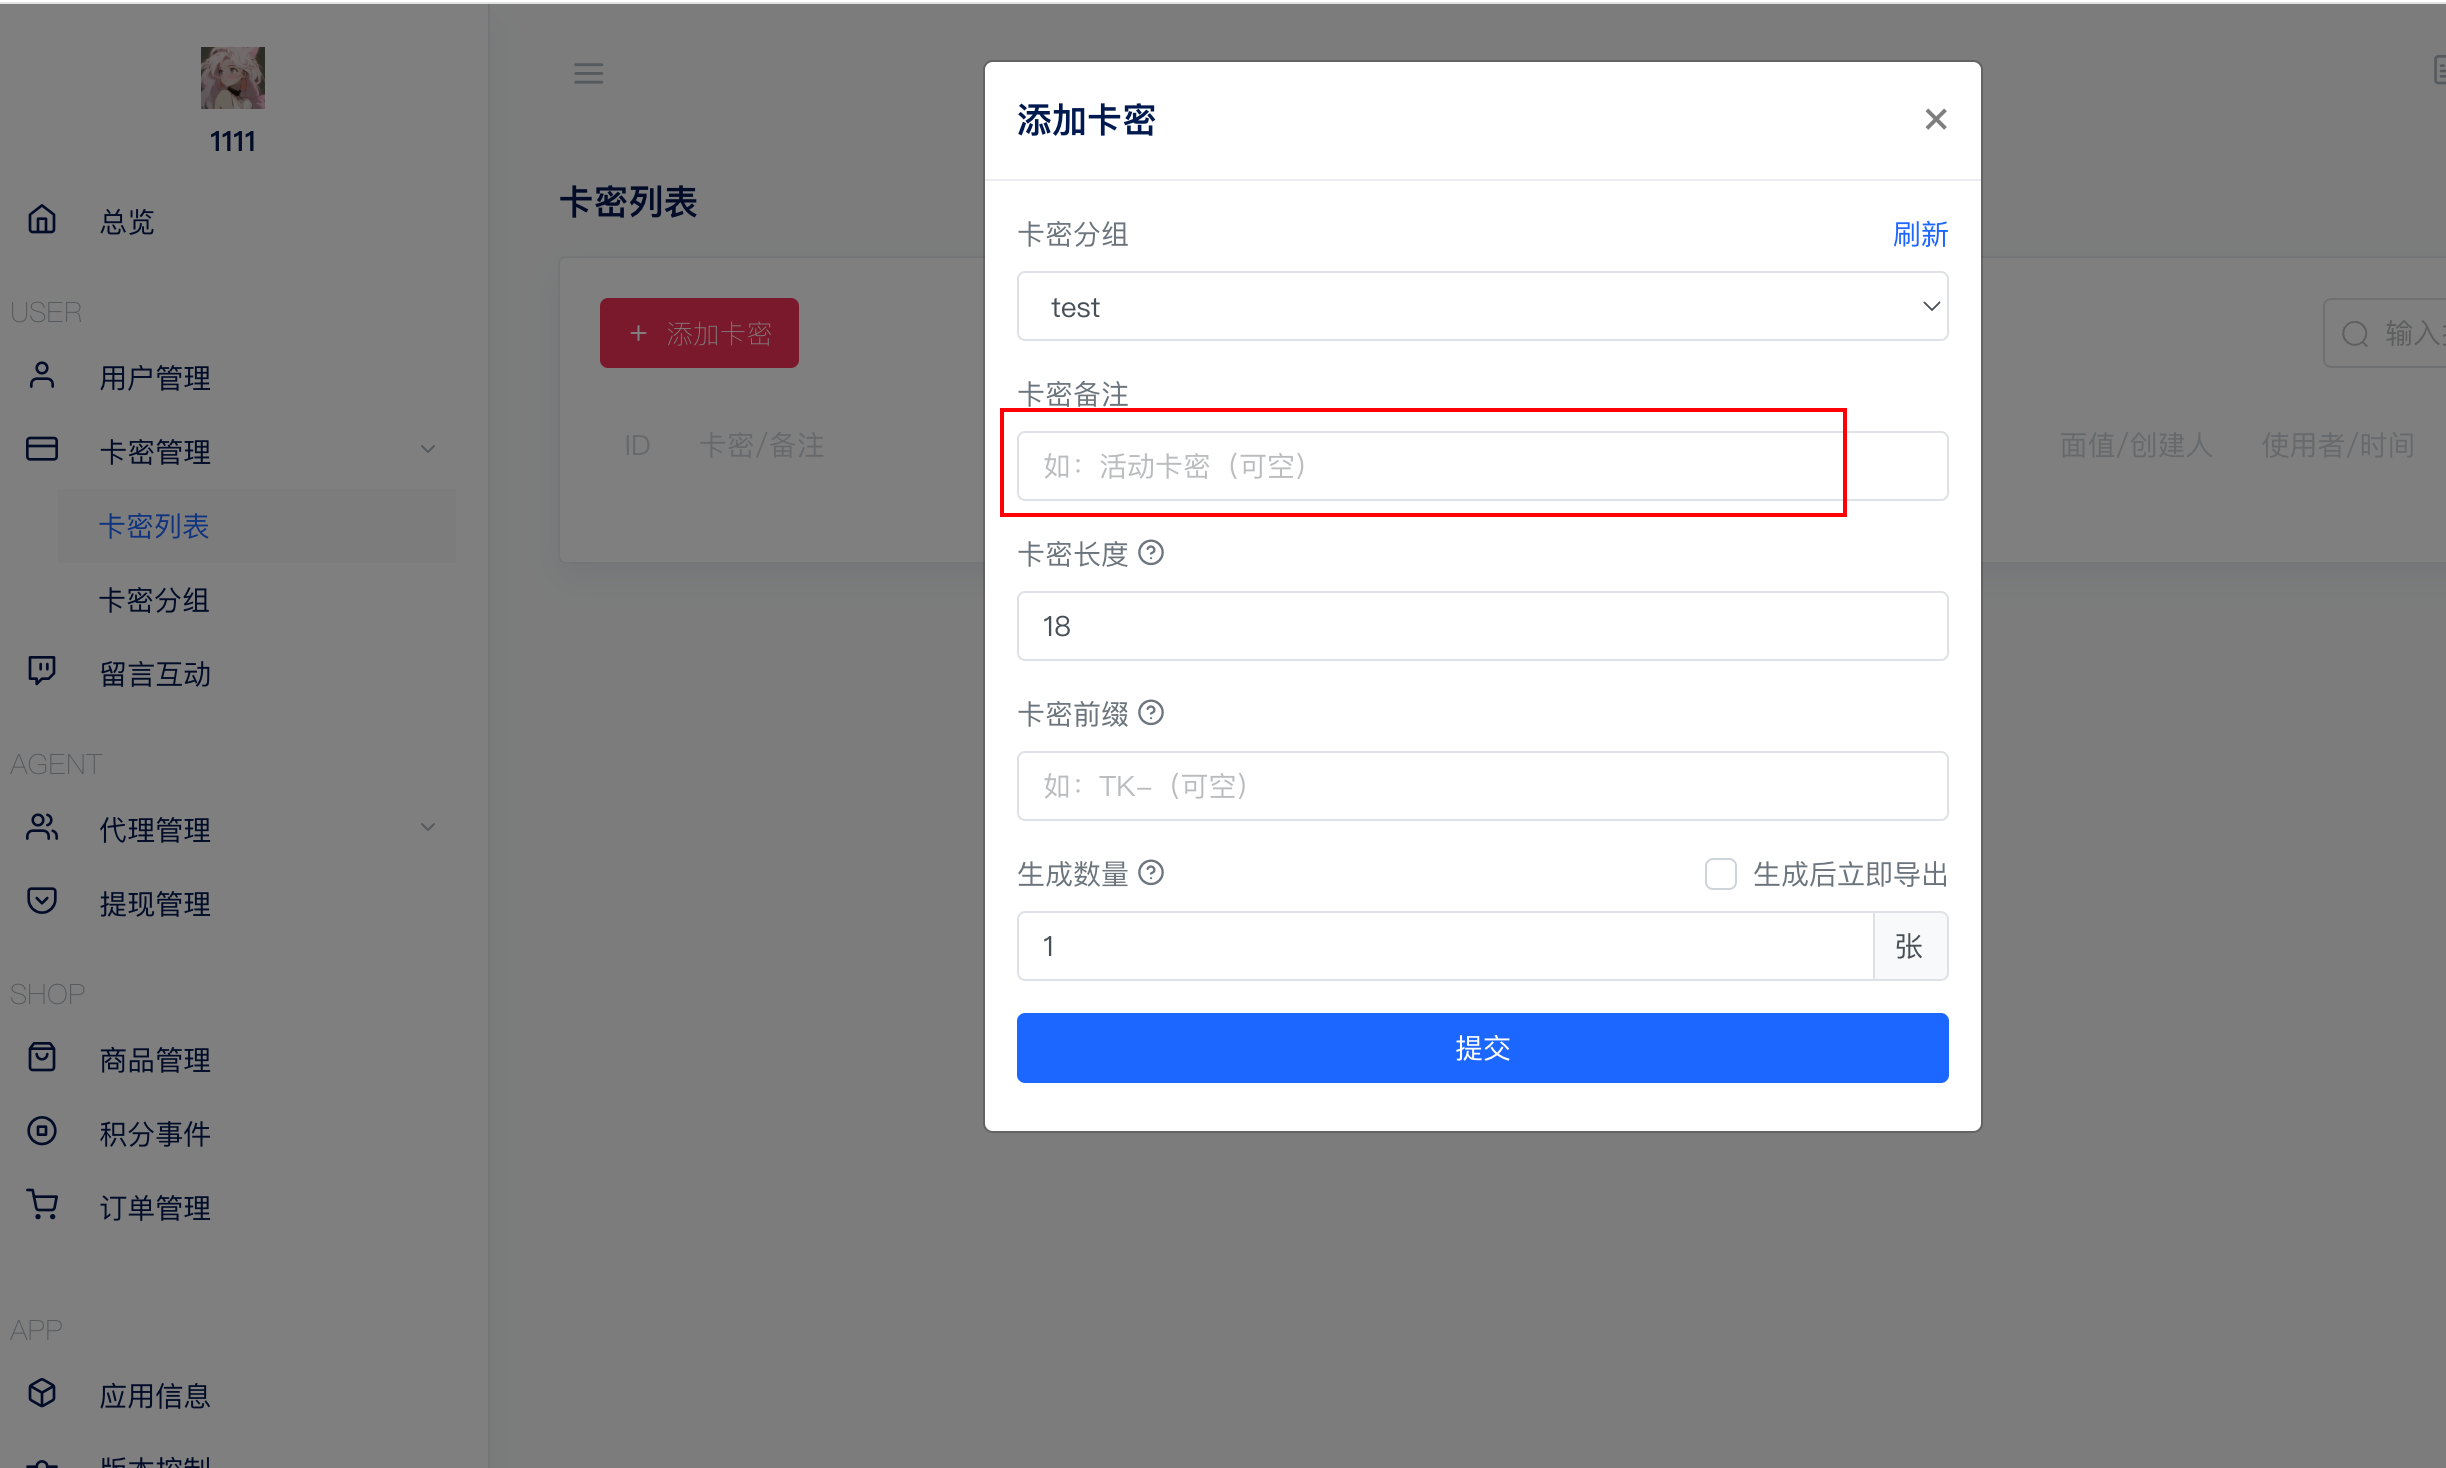 1111
总览
USER
用户管理
卡密管理
卡密列表
卡密分组
留言互动
AGENT
代理管理
提现管理
SHOP
商品管理
积分事件
订单管理
APP
应用信息
版本控制
卡密列表
+ 添加卡密
输入
ID 卡密/备注 面值/创建人 使用者/时间
添加卡密
卡密分组 刷新
test
卡密备注
如：活动卡密（可空）
卡密长度
18
卡密前缀
如：TK-（可空）
生成数量 生成后立即导出
1 张
提交